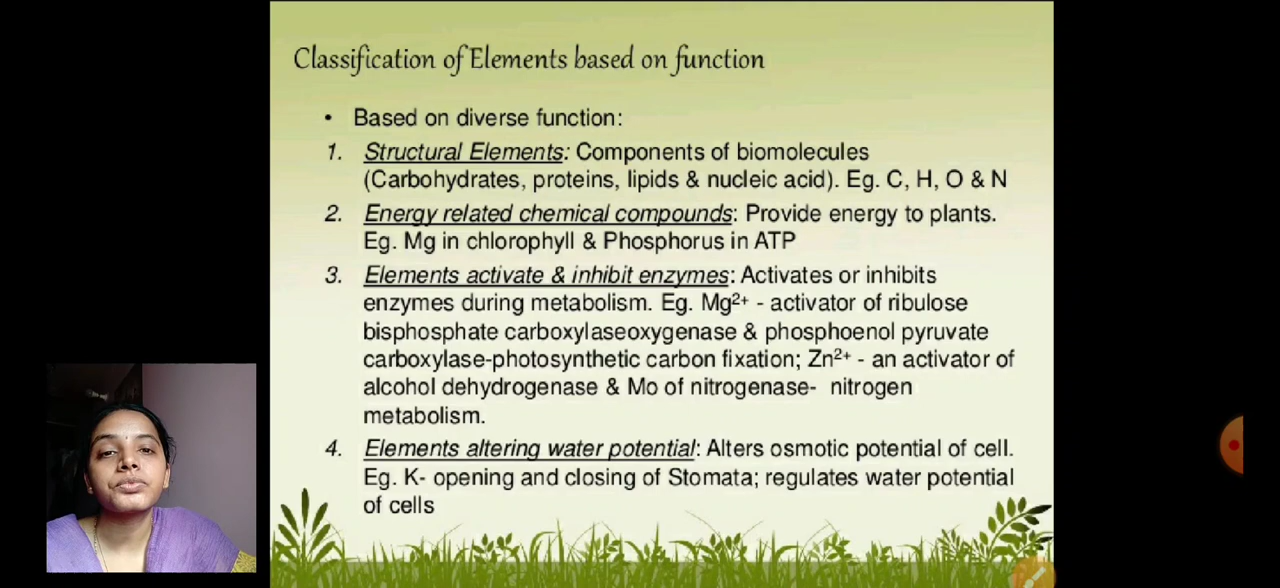 Classification of Elements based on function
• Based on diverse function:
1. Structural Elements: Components of biomolecules
(Carbohydrates, proteins, lipids & nucleic acid). Eg. C, H, O & N
2. Energy related chemical compounds: Provide energy to plants.
Eg. Mg in chlorophyll & Phosphorus in ATP
3. Elements activate & inhibit enzymes: Activates or inhibits
enzymes during metabolism. Eg. Mg²⁺ - activator of ribulose
bisphosphate carboxylaseoxygenase & phosphoenol pyruvate
carboxylase-photosynthetic carbon fixation; Zn²⁺ - an activator of
alcohol dehydrogenase & Mo of nitrogenase- nitrogen
metabolism.
4. Elements altering water potential: Alters osmotic potential of cell.
Eg. K- opening and closing of Stomata; regulates water potential
of cells